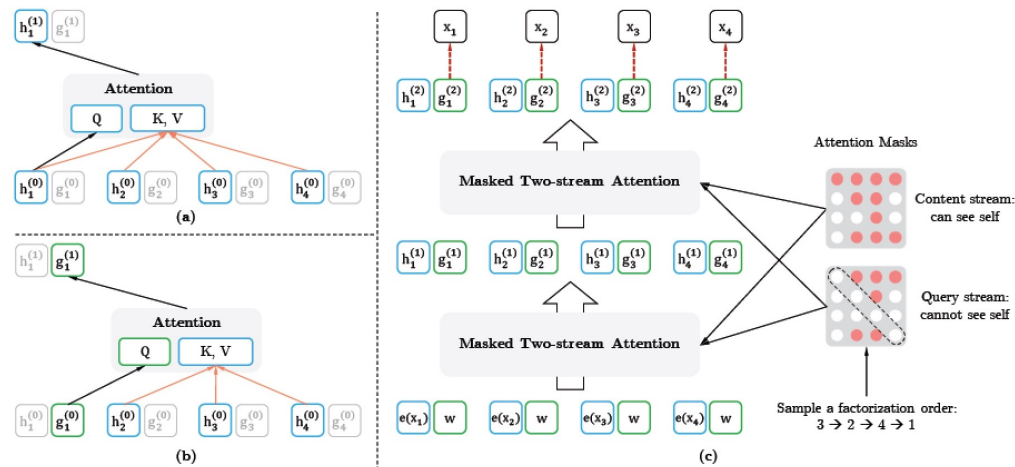 h₁⁽¹⁾ g₁⁽¹⁾
Attention
Q K, V
h₁⁽⁰⁾ g₁⁽⁰⁾ h₂⁽⁰⁾ g₂⁽⁰⁾ h₃⁽⁰⁾ g₃⁽⁰⁾ h₄⁽⁰⁾ g₄⁽⁰⁾
(a)
h₁⁽¹⁾ g₁⁽¹⁾
Attention
Q K, V
h₁⁽⁰⁾ g₁⁽⁰⁾ h₂⁽⁰⁾ g₂⁽⁰⁾ h₃⁽⁰⁾ g₃⁽⁰⁾ h₄⁽⁰⁾ g₄⁽⁰⁾
(b)
x₁ x₂ x₃ x₄
h₁⁽²⁾ g₁⁽²⁾ h₂⁽²⁾ g₂⁽²⁾ h₃⁽²⁾ g₃⁽²⁾ h₄⁽²⁾ g₄⁽²⁾
Masked Two-stream Attention
h₁⁽¹⁾ g₁⁽¹⁾ h₂⁽¹⁾ g₂⁽¹⁾ h₃⁽¹⁾ g₃⁽¹⁾ h₄⁽¹⁾ g₄⁽¹⁾
Masked Two-stream Attention
e(x₁) w e(x₂) w e(x₃) w e(x₄) w
(c)
Attention Masks
Content stream:
can see self
Query stream:
cannot see self
Sample a factorization order:
3 → 2 → 4 → 1